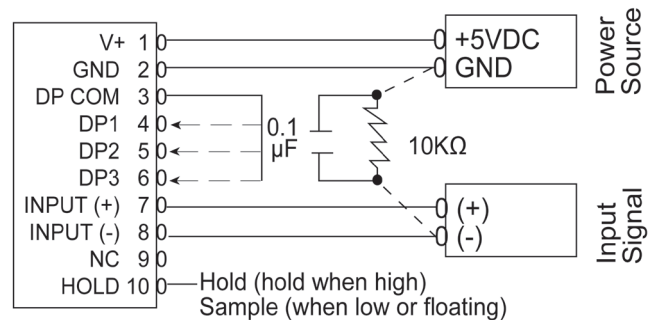 V+ 1
GND 2
DP COM 3
DP1 4
DP2 5
DP3 6
INPUT (+) 7
INPUT (-) 8
NC 9
HOLD 10
0.1
µF
10KΩ
+5VDC
GND
Power
Source
(+)
(-)
Input
Signal
Hold (hold when high)
Sample (when low or floating)